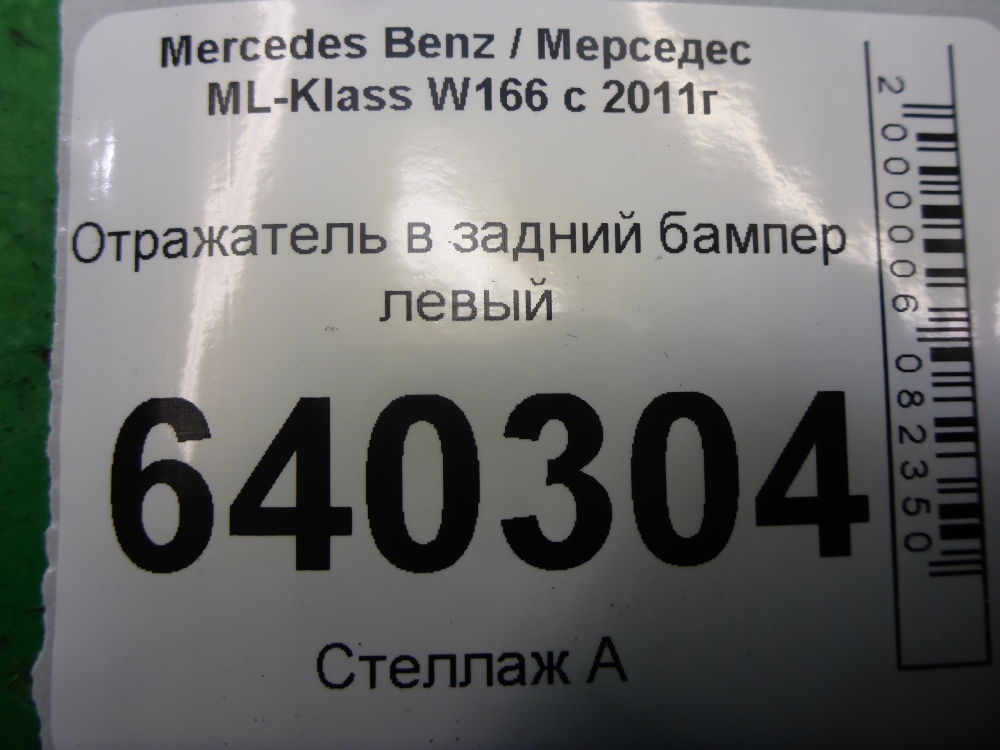 Mercedes Benz / Мерседес
ML-Klass W166 с 2011г
Отражатель в задний бампер
левый
640304
Стеллаж А
2000006082350